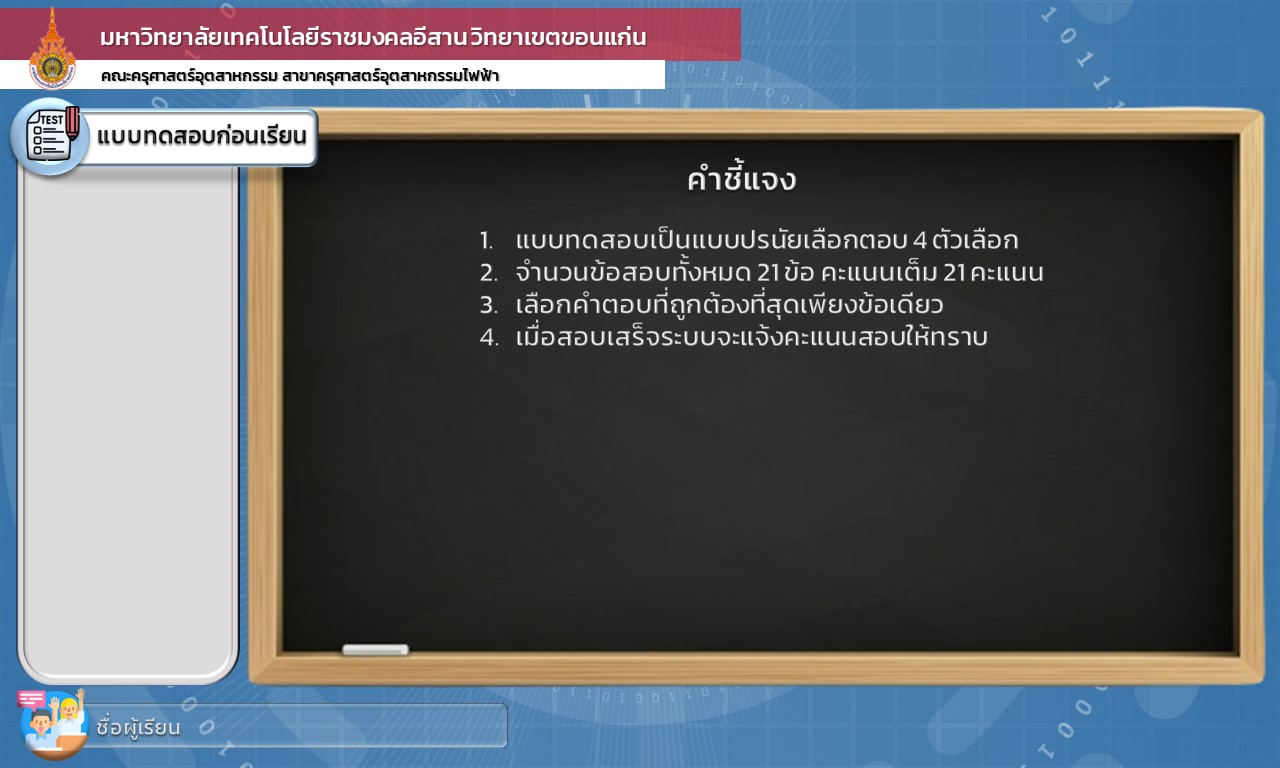 มหาวิทยาลัยเทคโนโลยีราชมงคลอีสาน วิทยาเขตขอนแก่น
คณะครุศาสตร์อุตสาหกรรม สาขาครุศาสตร์อุตสาหกรรมไฟฟ้า
TEST
แบบทดสอบก่อนเรียน
คำชี้แจง
1. แบบทดสอบเป็นแบบปรนัยเลือกตอบ 4 ตัวเลือก
2. จำนวนข้อสอบทั้งหมด 21 ข้อ คะแนนเต็ม 21 คะแนน
3. เลือกคำตอบที่ถูกต้องที่สุดเพียงข้อเดียว
4. เมื่อสอบเสร็จระบบจะแจ้งคะแนนสอบให้ทราบ
ชื่อผู้เรียน